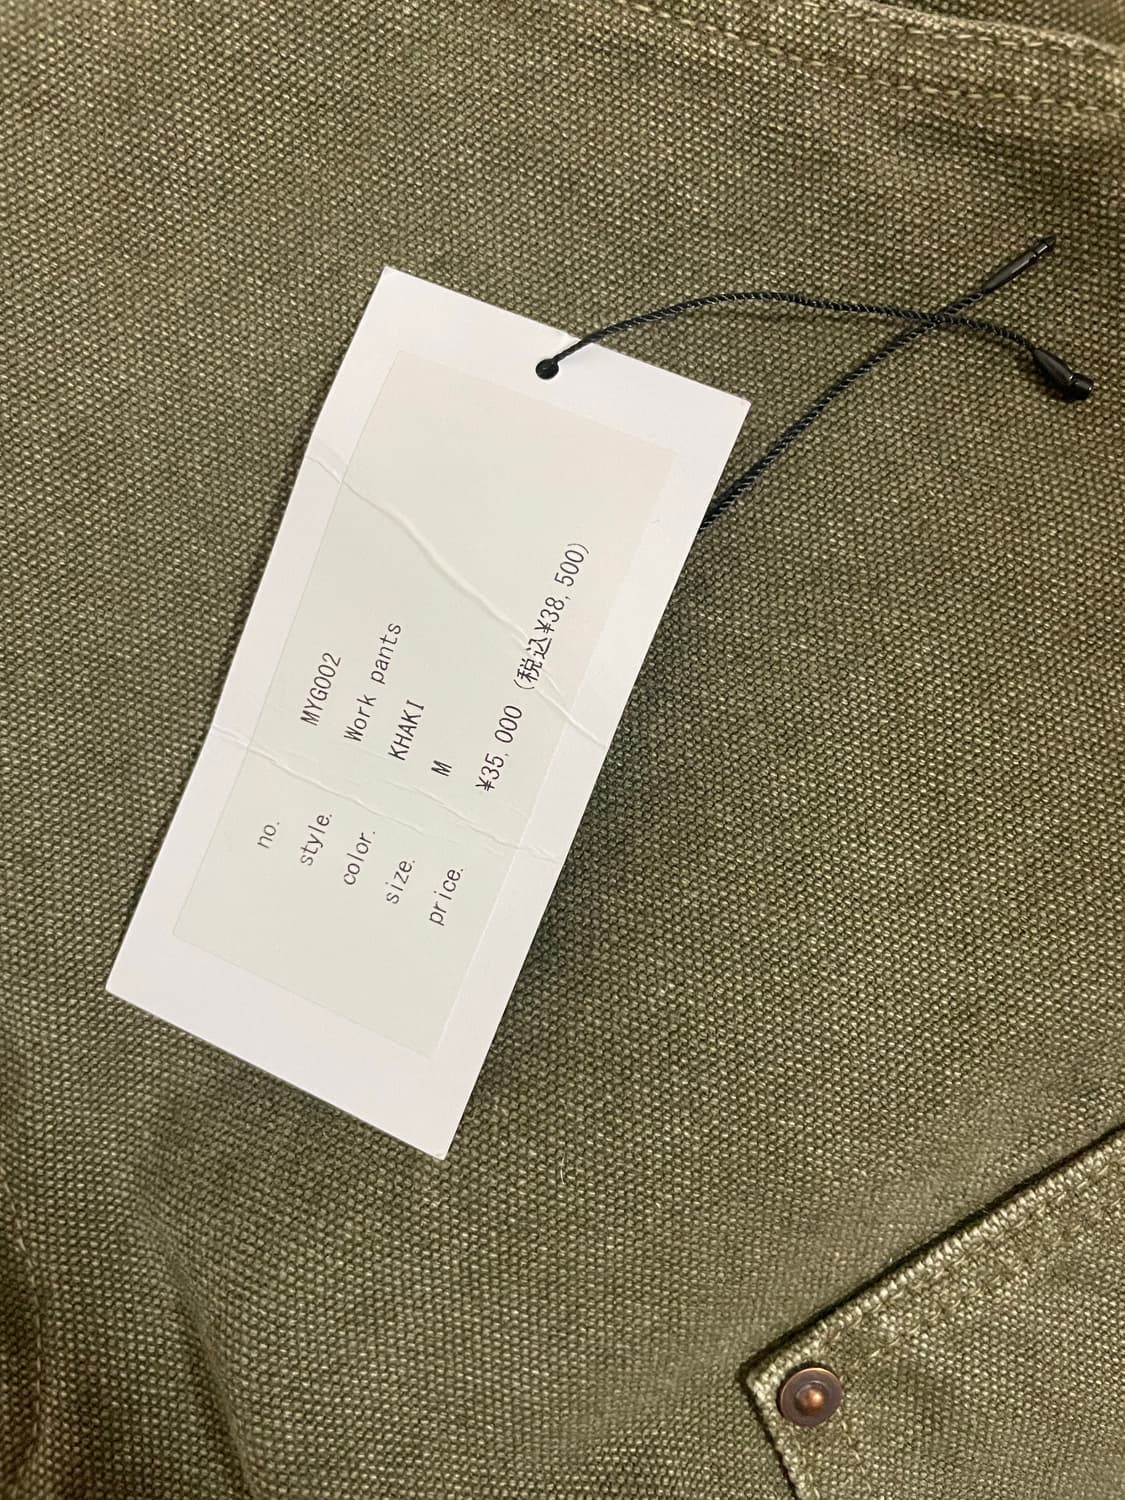 no. MYG002
style. Work pants
color. KHAKI
size. M
price. ¥35,000 (税込¥38,500)